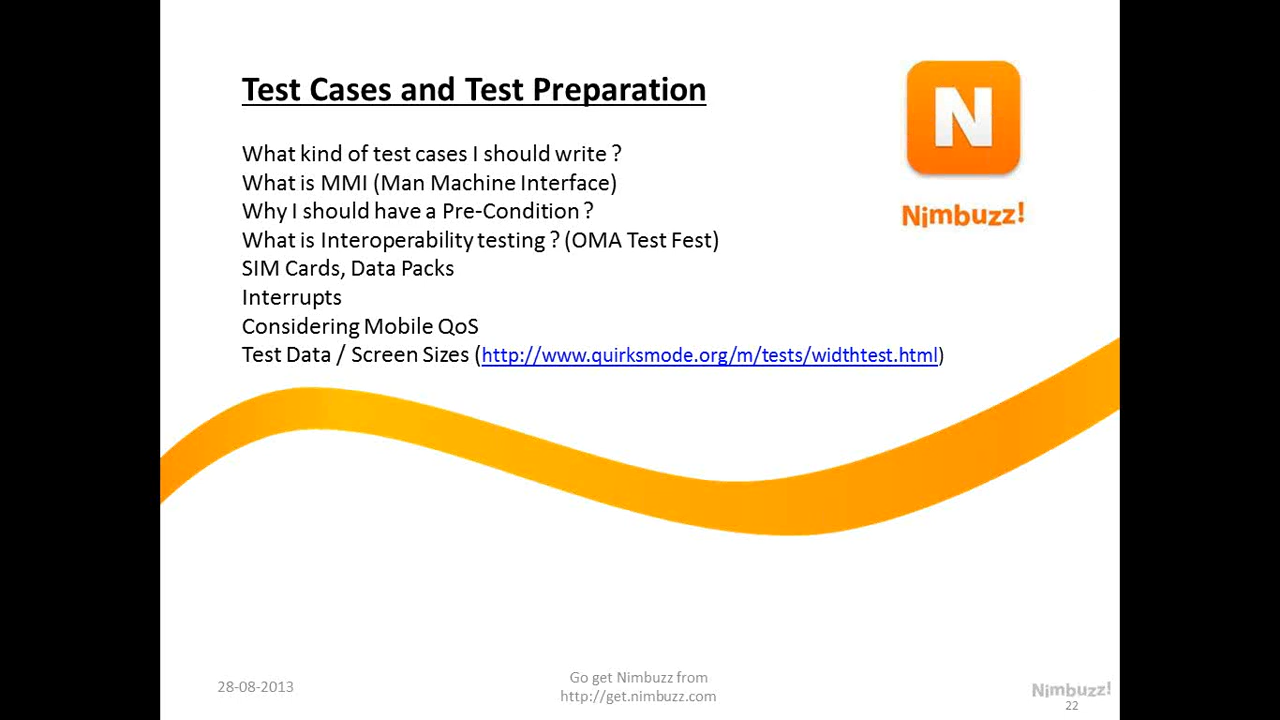 Test Cases and Test Preparation
N
Nimbuzz!
What kind of test cases I should write ?
What is MMI (Man Machine Interface)
Why I should have a Pre-Condition ?
What is Interoperability testing ? (OMA Test Fest)
SIM Cards, Data Packs
Interrupts
Considering Mobile QoS
Test Data / Screen Sizes (http://www.quirksmode.org/m/tests/widthtest.html)
28-08-2013
Go get Nimbuzz from
http://get.nimbuzz.com
Nimbuzz!
22